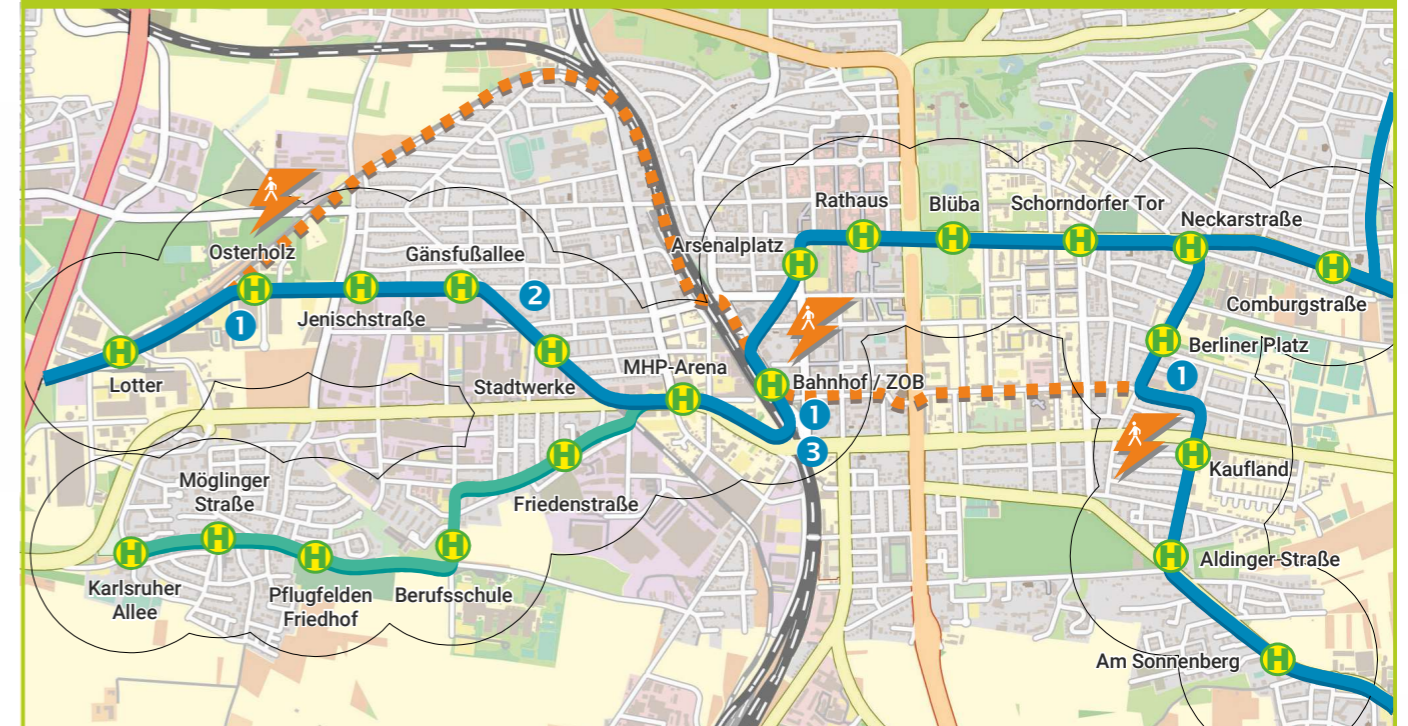 Rathaus
Blüba
Schorndorfer Tor
Neckarstraße
Arsenalplatz
Osterholz
Gänsfußallee
H
H
H
H
H
H
H
H
H
2
Comburgstraße
Jenischstraße
1
H
H
Berliner Platz
H
MHP-Arena
Lotter
Stadtwerke
H
Bahnhof / ZOB
1
H
1
3
H
H
Kaufland
Möglinger
Straße
Friedenstraße
H
H
H
H
H
Aldinger Straße
Karlsruher
Allee
Pflugfelden
Friedhof
Berufsschule
Am Sonnenberg
H